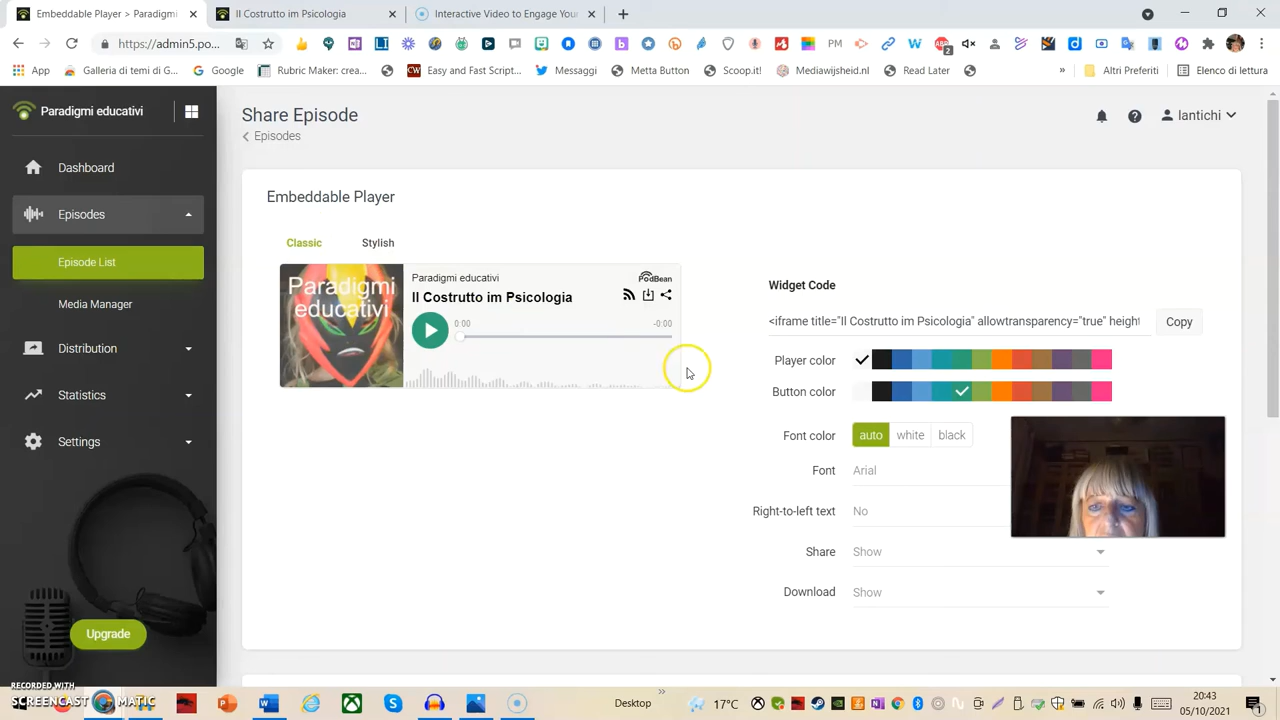 Embeddable Player > Paradigmi
Il Costrutto im Psicologia
Interactive Video to Engage Your
https://admin5.po...
PM
2
App
Galleria di temi di G...
Google
Rubric Maker: crea...
Easy and Fast Script...
Messaggi
Metta Button
Scoop.it!
Mediawijsheid.nl
Read Later
»
Altri Preferiti
Elenco di lettura
Paradigmi educativi
Share Episode
Episodes
lantichi
Dashboard
Episodes
Episode List
Media Manager
Distribution
Statistics
Settings
Upgrade
Embeddable Player
Classic
Stylish
Paradigmi
educativi
Paradigmi educativi
PodBean
Il Costrutto im Psicologia
0:00
-0:00
Widget Code
<iframe title="Il Costrutto im Psicologia" allowtransparency="true" height
Copy
Player color
Button color
Font color
auto
white
black
Font
Arial
Right-to-left text
No
Share
Show
Download
Show
RECORDED WITH
SCREENCAST MATIC
Desktop
17°C
20:43
05/10/2021
1